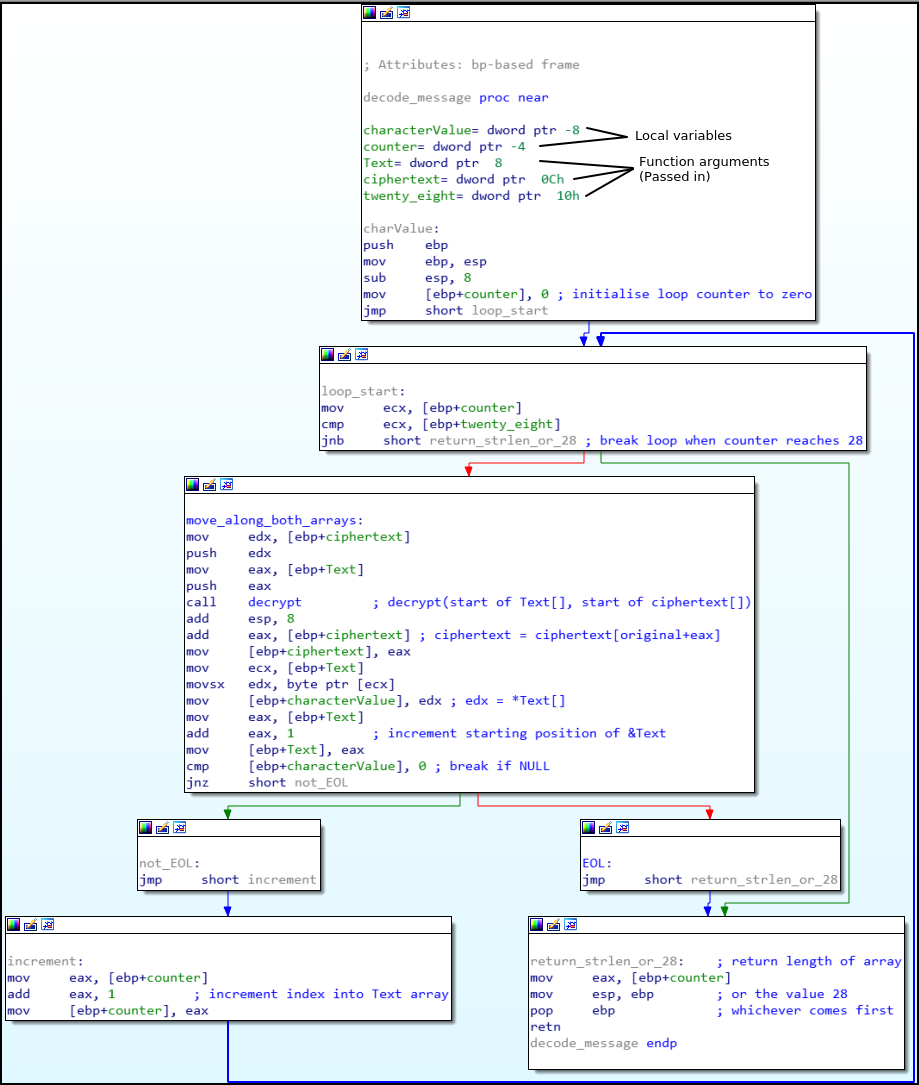 ; Attributes: bp-based frame
decode_message proc near
characterValue= dword ptr -8
counter= dword ptr -4
Text= dword ptr  8
ciphertext= dword ptr  0Ch
twenty_eight= dword ptr  10h
Local variables
Function arguments
(Passed in)
charValue:
push    ebp
mov     ebp, esp
sub     esp, 8
mov     [ebp+counter], 0 ; initialise loop counter to zero
jmp     short loop_start
loop_start:
mov     ecx, [ebp+counter]
cmp     ecx, [ebp+twenty_eight]
jnb     short return_strlen_or_28 ; break loop when counter reaches 28
move_along_both_arrays:
mov     edx, [ebp+ciphertext]
push    edx
mov     eax, [ebp+Text]
push    eax
call    decrypt         ; decrypt(start of Text[], start of ciphertext[])
add     esp, 8
add     eax, [ebp+ciphertext] ; ciphertext = ciphertext[original+eax]
mov     [ebp+ciphertext], eax
mov     ecx, [ebp+Text]
movsx   edx, byte ptr [ecx]
mov     [ebp+characterValue], edx ; edx = *Text[]
mov     eax, [ebp+Text]
add     eax, 1          ; increment starting position of &Text
mov     [ebp+Text], eax
cmp     [ebp+characterValue], 0 ; break if NULL
jnz     short not_EOL
not_EOL:
jmp     short increment
EOL:
jmp     short return_strlen_or_28
increment:
mov     eax, [ebp+counter]
add     eax, 1          ; increment index into Text array
mov     [ebp+counter], eax
return_strlen_or_28:    ; return length of array
mov     eax, [ebp+counter]
mov     esp, ebp        ; or the value 28
pop     ebp             ; whichever comes first
retn
decode_message endp